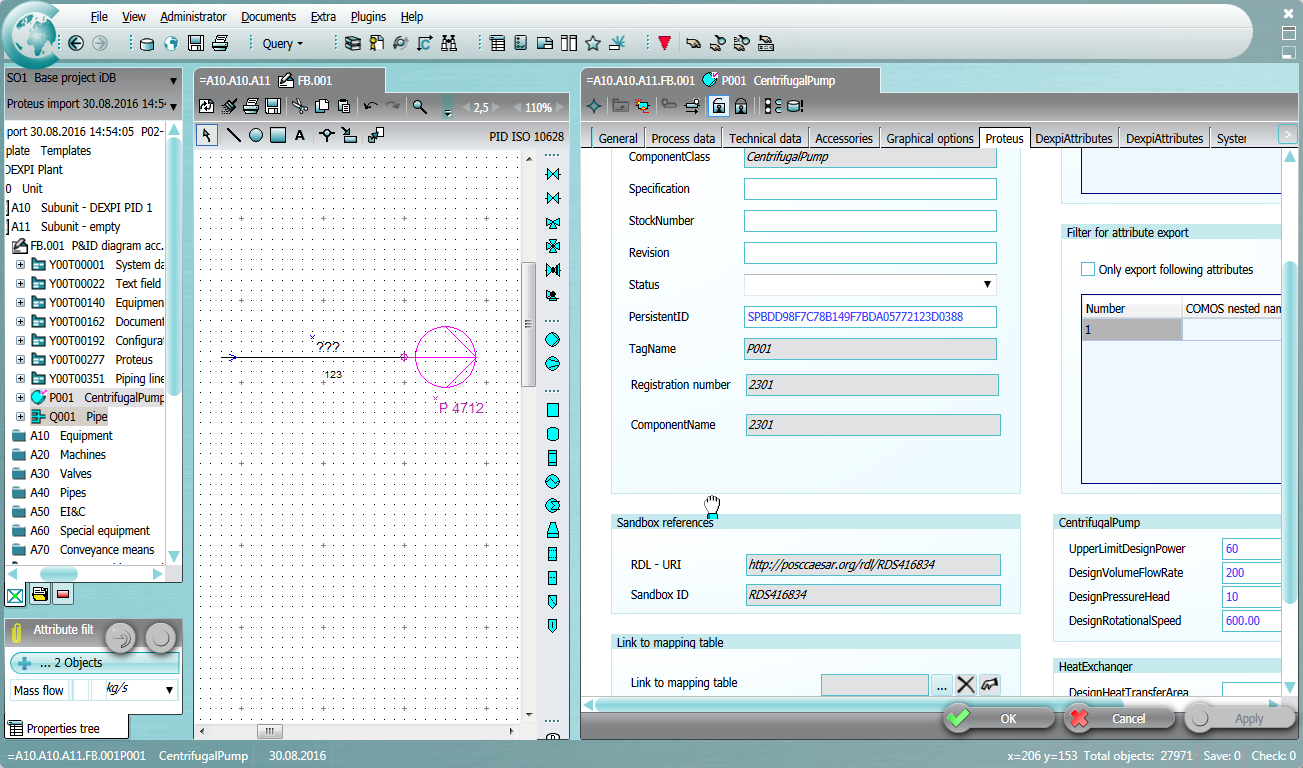 File View Administrator Documents Extra Plugins Help
Query
SO1 Base project iDB
Proteus import 30.08.2016 14:54
port 30.08.2016 14:54:05 P02-
plate Templates
DEXPI Plant
0 Unit
A10 Subunit - DEXPI PID 1
A11 Subunit - empty
FB.001 P&ID diagram acc.
Y00T00001 System da
Y00T00022 Text field
Y00T00140 Equipmen
Y00T00162 Document
Y00T00192 Configurat
Y00T00277 Proteus
Y00T00351 Piping line
P001 CentrifugalPump
Q001 Pipe
A10 Equipment
A20 Machines
A30 Valves
A40 Pipes
A50 EI&C
A60 Special equipment
A70 Conveyance means
Attribute filt
... 2 Objects
Mass flow kg/s
Properties tree
=A10.A10.A11 FB.001
2,5 110%
A PID ISO 10628
???
123
P 4712
=A10.A10.A11.FB.001 P001 CentrifugalPump
General Process data Technical data Accessories Graphical options Proteus DexpiAttributes DexpiAttributes System
ComponentClass CentrifugalPump
Specification
StockNumber
Revision
Status
PersistentID SPBDD98F7C78B149F7BDA05772123D0388
TagName P001
Registration number 2301
ComponentName 2301
Sandbox references
RDL - URI http://posccaesar.org/rdl/RDS416834
Sandbox ID RDS416834
Link to mapping table
Link to mapping table ...
Filter for attribute export
Only export following attributes
Number COMOS nested nam
1
CentrifugalPump
UpperLimitDesignPower 60
DesignVolumeFlowRate 200
DesignPressureHead 10
DesignRotationalSpeed 600.00
HeatExchanger
DesignHeatTransferArea
OK Cancel Apply
=A10.A10.A11.FB.001P001 CentrifugalPump 30.08.2016 x=206 y=153 Total objects: 27971 Save: 0 Check: 0